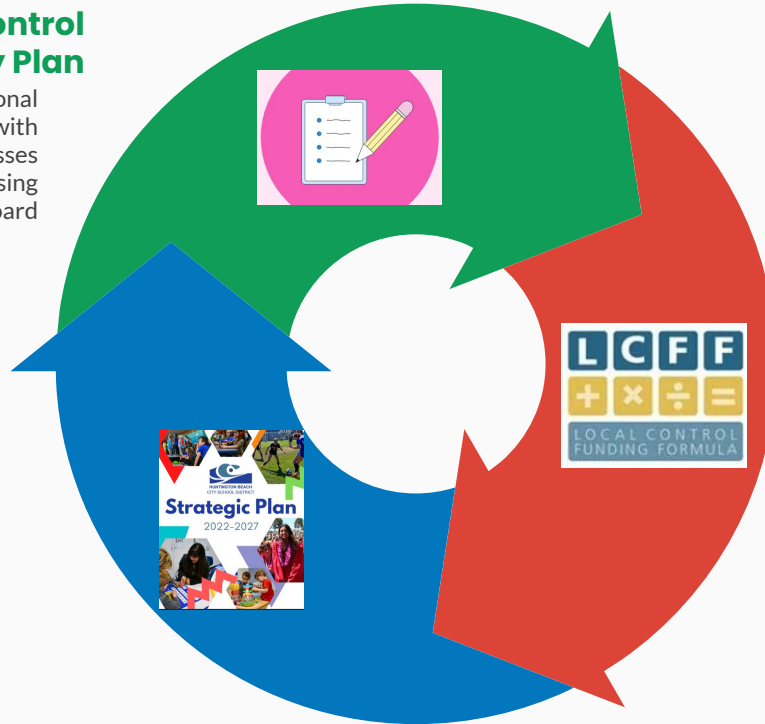 ontrol
y Plan
onal
with
sses
sing
oard
LCFF
+ × ÷ =
LOCAL CONTROL
FUNDING FORMULA
HUNTINGTON BEACH
CITY SCHOOL DISTRICT
Strategic Plan
2022-2027